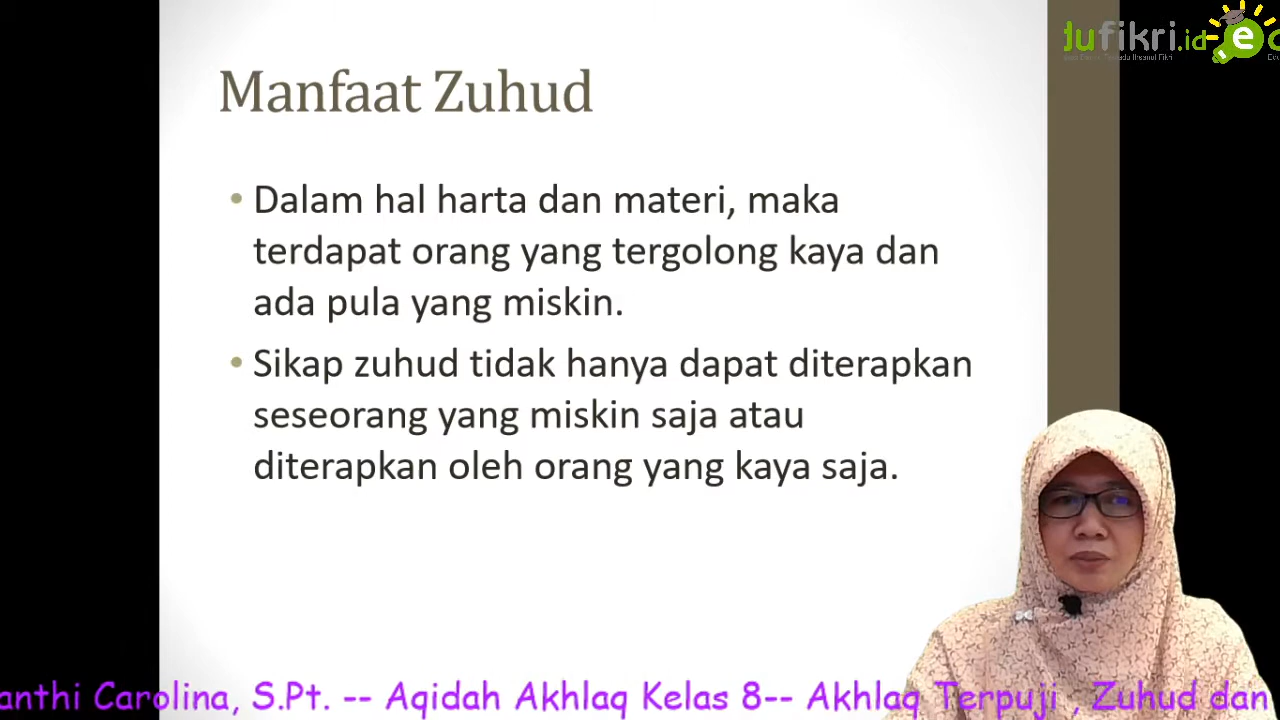 dufikri.id
Manfaat Zuhud
• Dalam hal harta dan materi, maka
terdapat orang yang tergolong kaya dan
ada pula yang miskin.
• Sikap zuhud tidak hanya dapat diterapkan
seseorang yang miskin saja atau
diterapkan oleh orang yang kaya saja.
anthi Carolina, S.Pt. -- Aqidah Akhlaq Kelas 8-- Akhlaq Terpuji , Zuhud dan